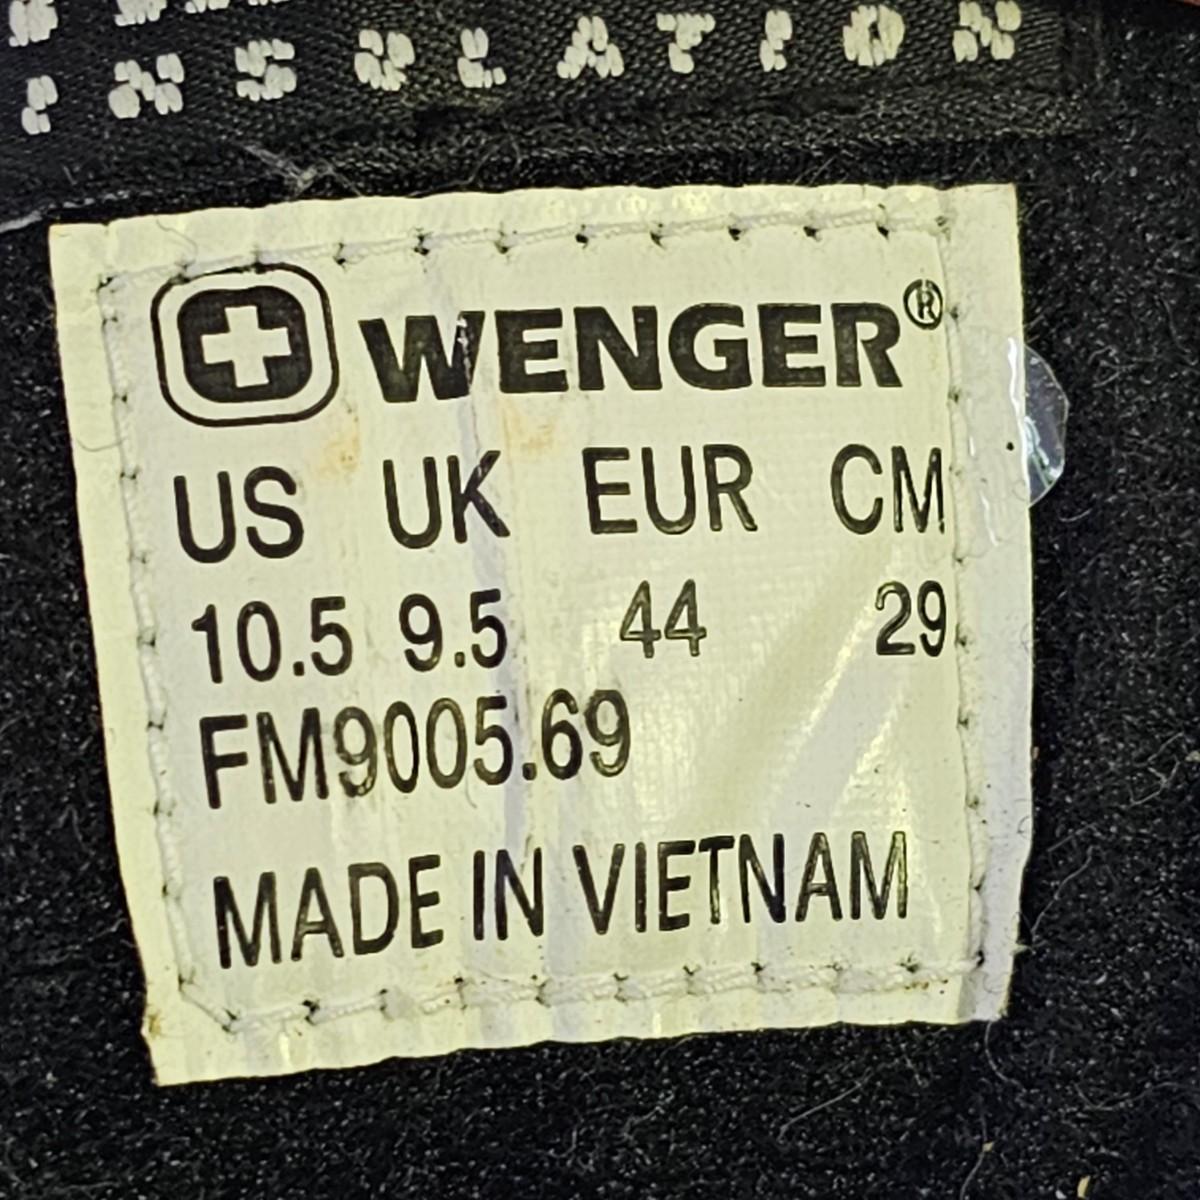 INSULATION
WENGER®
US UK EUR CM
10.5 9.5 44 29
FM9005.69
MADE IN VIETNAM